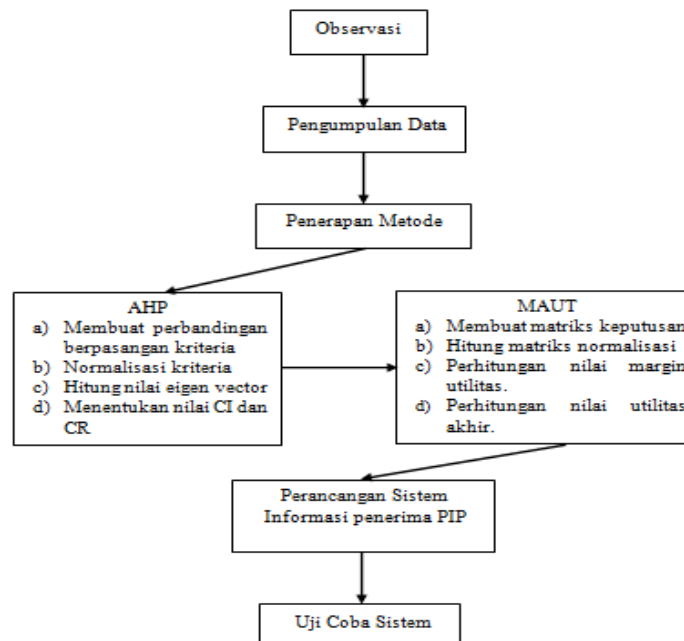 Observasi
Pengumpulan Data
Penerapan Metode
AHP
a) Membuat perbandingan
berpasangan kriteria
b) Normalisasi kriteria
c) Hitung nilai eigen vector
d) Menentukan nilai CI dan
CR
MAUT
a) Membuat matriks keputusan
b) Hitung matriks normalisasi
c) Perhitungan nilai margin
utilitas.
d) Perhitungan nilai utilitas
akhir.
Perancangan Sistem
Informasi penerima PIP
Uji Coba Sistem